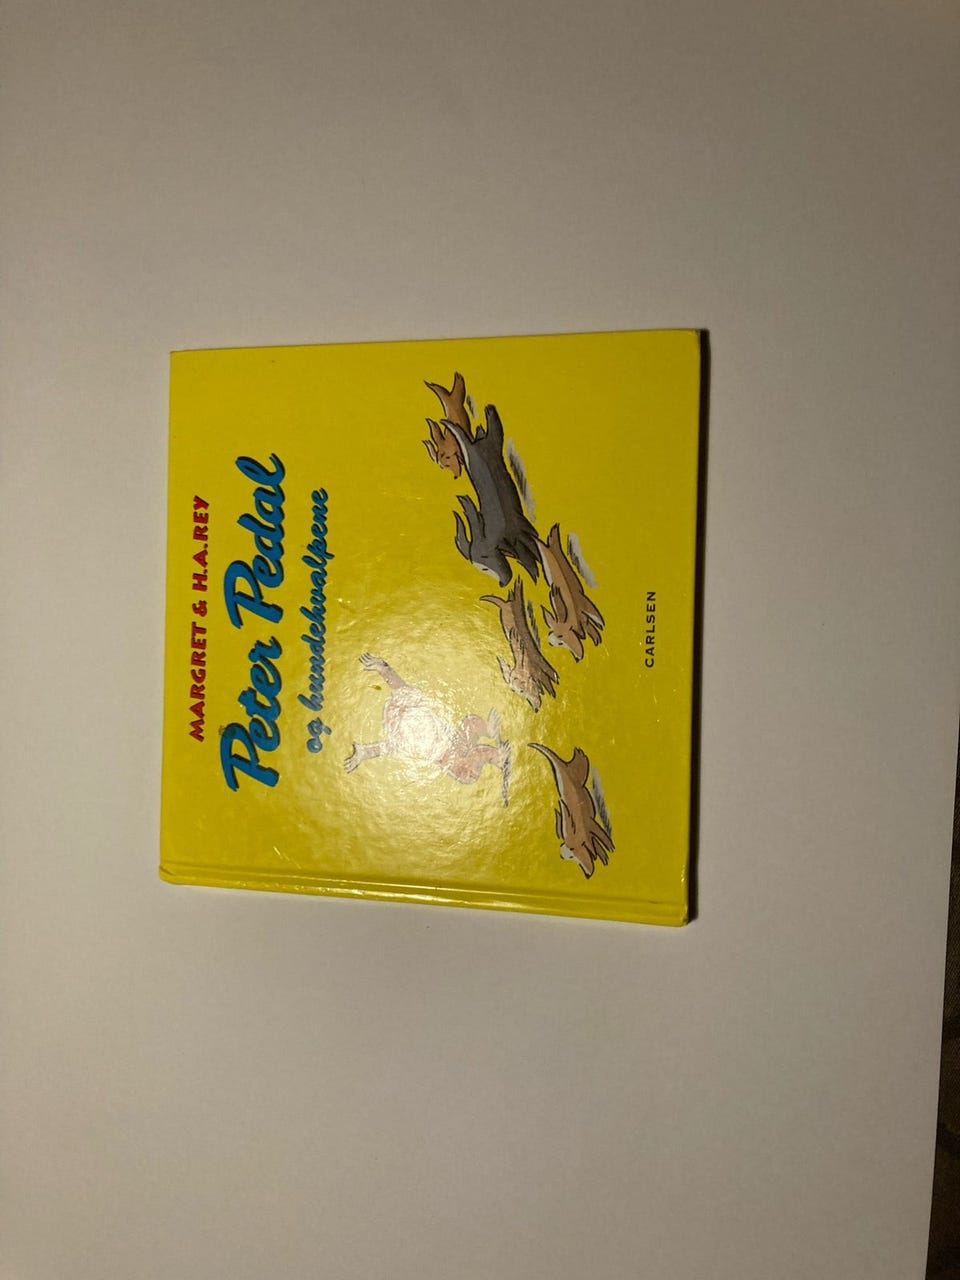 MARGRET & H.A.REY
Peter Pedal
og hundehvalpene
CARLSEN